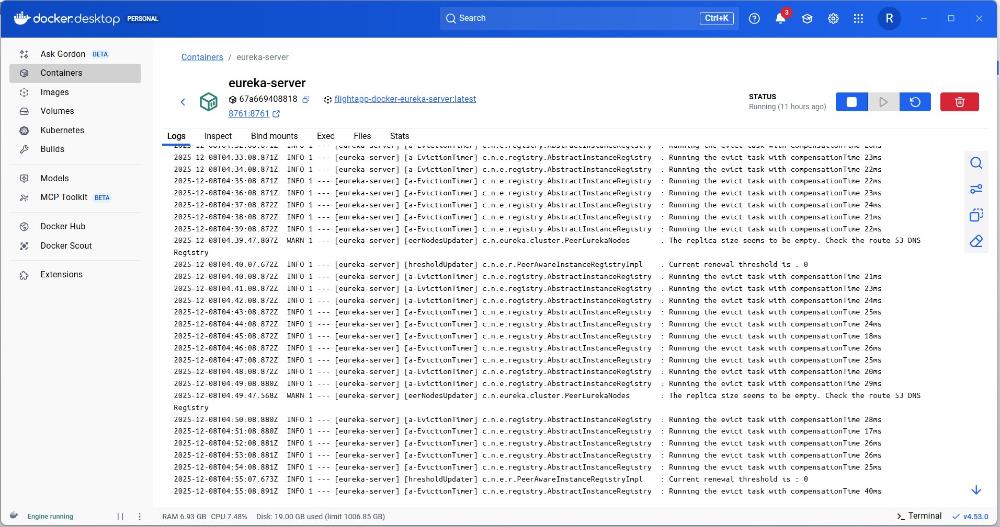 docker.desktop PERSONAL
Search
Ctrl+K
3
R
Ask Gordon BETA
Containers
Images
Volumes
Kubernetes
Builds
Models
MCP Toolkit BETA
Docker Hub
Docker Scout
Extensions
Containers / eureka-server
eureka-server
67a669408818 flightapp-docker-eureka-server:latest
8761:8761
STATUS
Running (11 hours ago)
Logs Inspect Bind mounts Exec Files Stats
2025-12-08T04:32:08.871Z INFO 1 --- [eureka-server] [a-EvictionTimer] c.n.e.registry.AbstractInstanceRegistry : Running the evict task with compensationTime 20ms
2025-12-08T04:33:08.871Z INFO 1 --- [eureka-server] [a-EvictionTimer] c.n.e.registry.AbstractInstanceRegistry : Running the evict task with compensationTime 23ms
2025-12-08T04:34:08.871Z INFO 1 --- [eureka-server] [a-EvictionTimer] c.n.e.registry.AbstractInstanceRegistry : Running the evict task with compensationTime 22ms
2025-12-08T04:35:08.871Z INFO 1 --- [eureka-server] [a-EvictionTimer] c.n.e.registry.AbstractInstanceRegistry : Running the evict task with compensationTime 22ms
2025-12-08T04:36:08.871Z INFO 1 --- [eureka-server] [a-EvictionTimer] c.n.e.registry.AbstractInstanceRegistry : Running the evict task with compensationTime 23ms
2025-12-08T04:37:08.872Z INFO 1 --- [eureka-server] [a-EvictionTimer] c.n.e.registry.AbstractInstanceRegistry : Running the evict task with compensationTime 24ms
2025-12-08T04:38:08.872Z INFO 1 --- [eureka-server] [a-EvictionTimer] c.n.e.registry.AbstractInstanceRegistry : Running the evict task with compensationTime 21ms
2025-12-08T04:39:08.872Z INFO 1 --- [eureka-server] [a-EvictionTimer] c.n.e.registry.AbstractInstanceRegistry : Running the evict task with compensationTime 22ms
2025-12-08T04:39:47.807Z WARN 1 --- [eureka-server] [eerNodesUpdater] c.n.eureka.cluster.PeerEurekaNodes : The replica size seems to be empty. Check the route 53 DNS
Registry
2025-12-08T04:40:07.672Z INFO 1 --- [eureka-server] [hresholdUpdater] c.n.e.r.PeerAwareInstanceRegistryImpl : Current renewal threshold is : 0
2025-12-08T04:40:08.872Z INFO 1 --- [eureka-server] [a-EvictionTimer] c.n.e.registry.AbstractInstanceRegistry : Running the evict task with compensationTime 21ms
2025-12-08T04:41:08.872Z INFO 1 --- [eureka-server] [a-EvictionTimer] c.n.e.registry.AbstractInstanceRegistry : Running the evict task with compensationTime 23ms
2025-12-08T04:42:08.872Z INFO 1 --- [eureka-server] [a-EvictionTimer] c.n.e.registry.AbstractInstanceRegistry : Running the evict task with compensationTime 24ms
2025-12-08T04:43:08.872Z INFO 1 --- [eureka-server] [a-EvictionTimer] c.n.e.registry.AbstractInstanceRegistry : Running the evict task with compensationTime 25ms
2025-12-08T04:44:08.872Z INFO 1 --- [eureka-server] [a-EvictionTimer] c.n.e.registry.AbstractInstanceRegistry : Running the evict task with compensationTime 24ms
2025-12-08T04:45:08.872Z INFO 1 --- [eureka-server] [a-EvictionTimer] c.n.e.registry.AbstractInstanceRegistry : Running the evict task with compensationTime 18ms
2025-12-08T04:46:08.872Z INFO 1 --- [eureka-server] [a-EvictionTimer] c.n.e.registry.AbstractInstanceRegistry : Running the evict task with compensationTime 26ms
2025-12-08T04:47:08.872Z INFO 1 --- [eureka-server] [a-EvictionTimer] c.n.e.registry.AbstractInstanceRegistry : Running the evict task with compensationTime 25ms
2025-12-08T04:48:08.872Z INFO 1 --- [eureka-server] [a-EvictionTimer] c.n.e.registry.AbstractInstanceRegistry : Running the evict task with compensationTime 20ms
2025-12-08T04:49:08.880Z INFO 1 --- [eureka-server] [a-EvictionTimer] c.n.e.registry.AbstractInstanceRegistry : Running the evict task with compensationTime 29ms
2025-12-08T04:49:47.568Z WARN 1 --- [eureka-server] [eerNodesUpdater] c.n.eureka.cluster.PeerEurekaNodes : The replica size seems to be empty. Check the route 53 DNS
Registry
2025-12-08T04:50:08.880Z INFO 1 --- [eureka-server] [a-EvictionTimer] c.n.e.registry.AbstractInstanceRegistry : Running the evict task with compensationTime 28ms
2025-12-08T04:51:08.880Z INFO 1 --- [eureka-server] [a-EvictionTimer] c.n.e.registry.AbstractInstanceRegistry : Running the evict task with compensationTime 17ms
2025-12-08T04:52:08.881Z INFO 1 --- [eureka-server] [a-EvictionTimer] c.n.e.registry.AbstractInstanceRegistry : Running the evict task with compensationTime 26ms
2025-12-08T04:53:08.881Z INFO 1 --- [eureka-server] [a-EvictionTimer] c.n.e.registry.AbstractInstanceRegistry : Running the evict task with compensationTime 26ms
2025-12-08T04:54:08.881Z INFO 1 --- [eureka-server] [a-EvictionTimer] c.n.e.registry.AbstractInstanceRegistry : Running the evict task with compensationTime 25ms
2025-12-08T04:55:07.673Z INFO 1 --- [eureka-server] [hresholdUpdater] c.n.e.r.PeerAwareInstanceRegistryImpl : Current renewal threshold is : 0
2025-12-08T04:55:08.891Z INFO 1 --- [eureka-server] [a-EvictionTimer] c.n.e.registry.AbstractInstanceRegistry : Running the evict task with compensationTime 40ms
Engine running
RAM 6.93 GB CPU 7.48% Disk: 19.00 GB used (limit 1006.85 GB)
>_ Terminal
v4.53.0